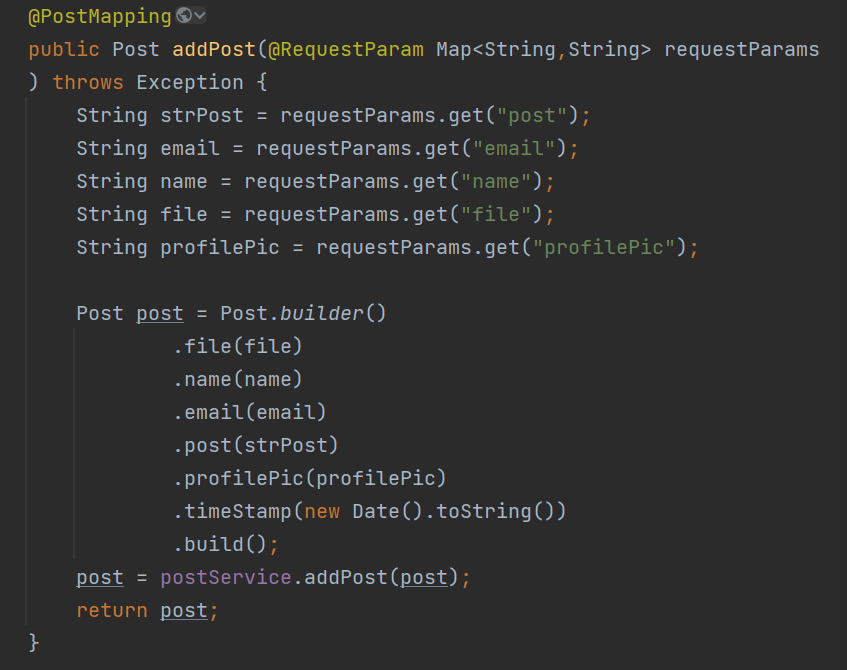 @PostMapping
public Post addPost(@RequestParam Map<String,String> requestParams
) throws Exception {
    String strPost = requestParams.get("post");
    String email = requestParams.get("email");
    String name = requestParams.get("name");
    String file = requestParams.get("file");
    String profilePic = requestParams.get("profilePic");

    Post post = Post.builder()
            .file(file)
            .name(name)
            .email(email)
            .post(strPost)
            .profilePic(profilePic)
            .timeStamp(new Date().toString())
            .build();
    post = postService.addPost(post);
    return post;
}